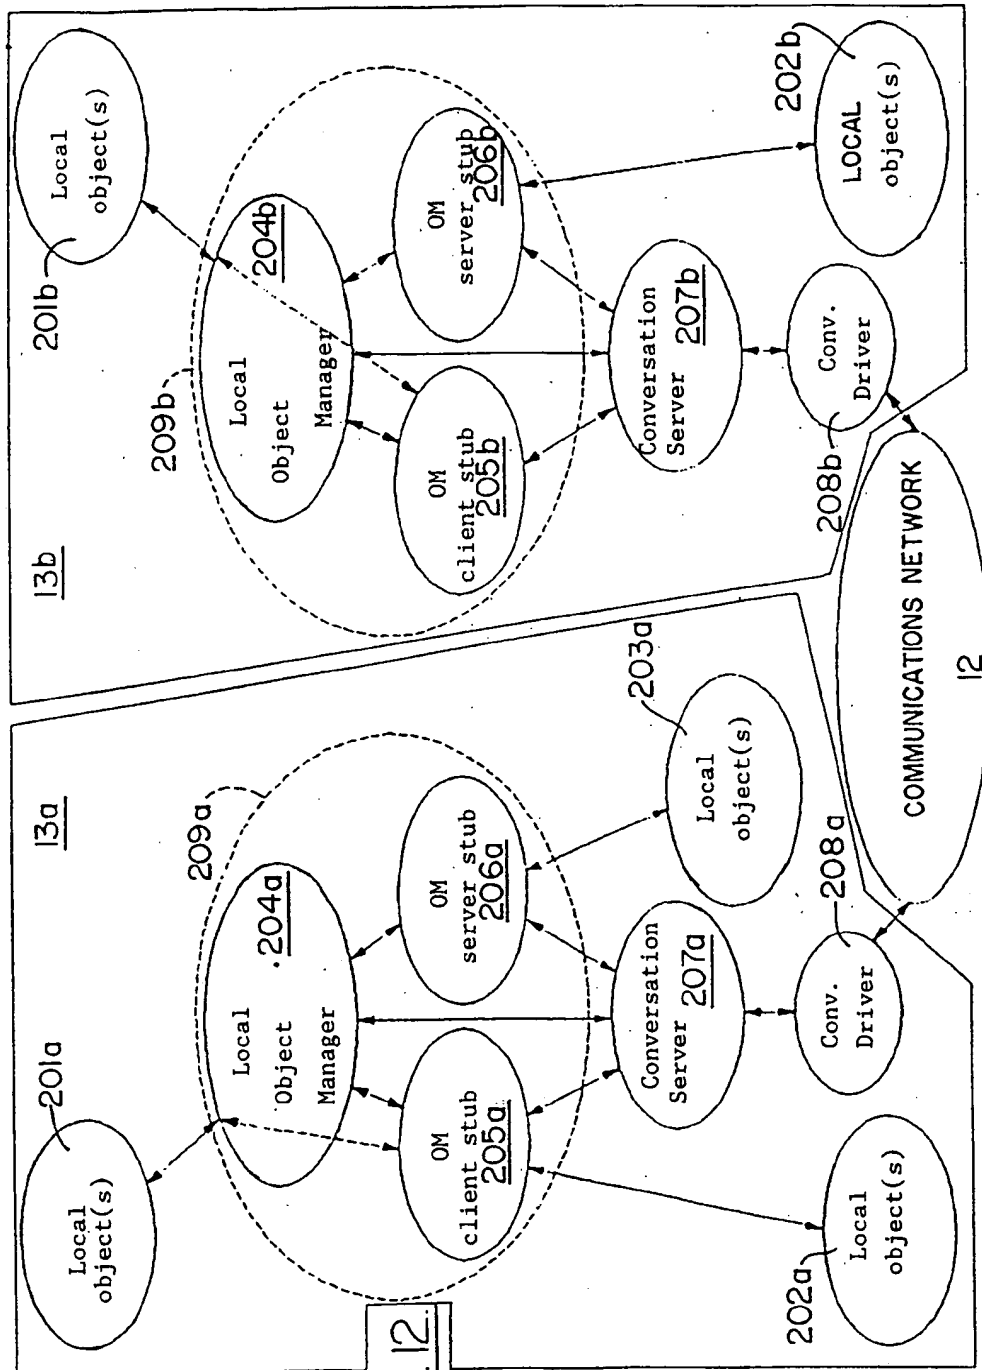 13a
201a
Local
object(s)
209a
Local
Object
Manager
.204a
OM
client stub
205a
OM
server stub
206a
203a
Local
object(s)
Conversation
Server
207a
202a
Local
object(s)
Conv.
Driver
208a
.12.
13b
201b
Local
object(s)
209b
Local
Object
Manager
204b
OM
client stub
205b
OM
server stub
206b
Conversation
Server
207b
Conv.
Driver
208b
LOCAL
object(s)
202b
COMMUNICATIONS NETWORK
12